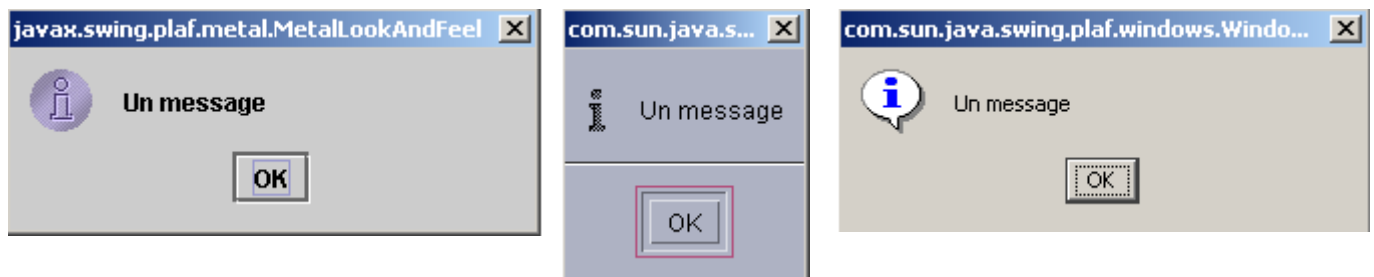 javax.swing.plaf.metal.MetalLookAndFeel
Un message
OK
com.sun.java.s...
Un message
OK
com.sun.java.swing.plaf.windows.Windo...
Un message
OK